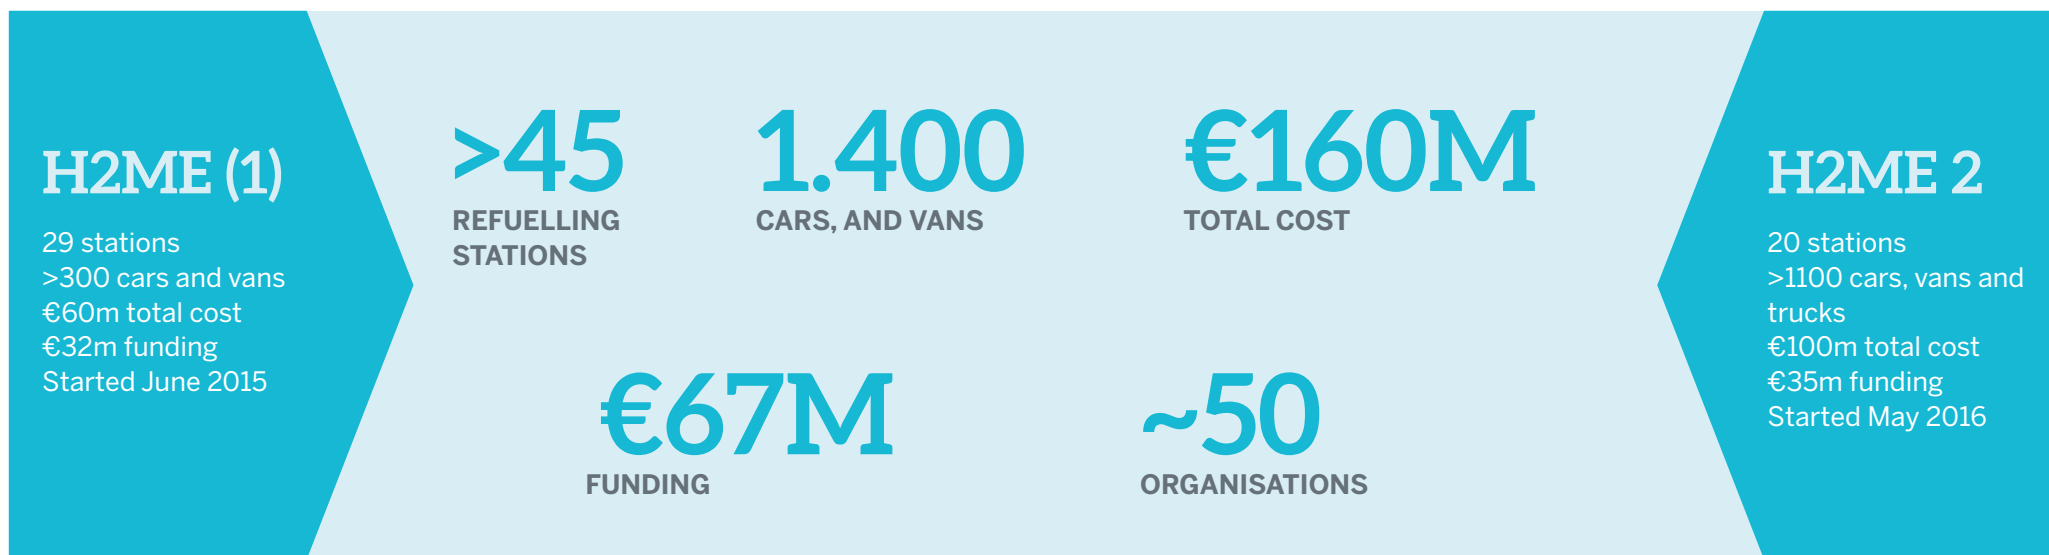 H2ME (1)
29 stations
>300 cars and vans
€60m total cost
€32m funding
Started June 2015
>45
REFUELLING
STATIONS
1.400
CARS, AND VANS
€160M
TOTAL COST
€67M
FUNDING
~50
ORGANISATIONS
H2ME 2
20 stations
>1100 cars, vans and
trucks
€100m total cost
€35m funding
Started May 2016